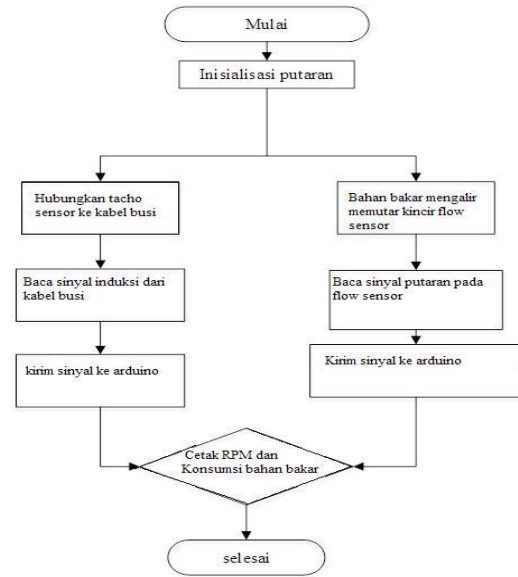 Mulai
Inisialisasi putaran
Hubungkan tacho
sensor ke kabel busi
Baca sinyal induksi dari
kabel busi
kirim sinyal ke arduino
Bahan bakar mengalir
memutar kincir flow
sensor
Baca sinyal putaran pada
flow sensor
Kirim sinyal ke arduino
Cetak RPM dan
Konsumsi bahan bakar
selesai